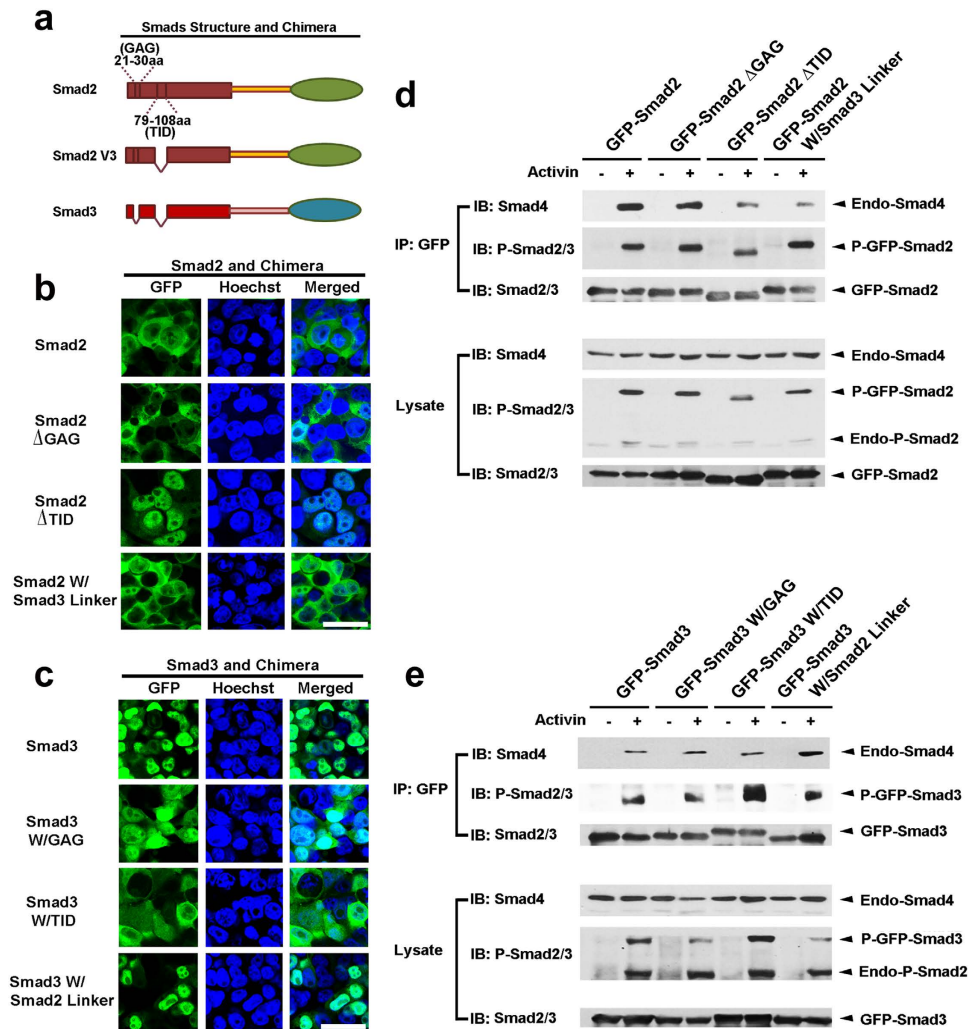 a
Smads Structure and Chimera
(GAG)
21-30aa
Smad2
79-108aa
(TID)
Smad2 V3
Smad3
b
Smad2 and Chimera
GFP Hoechst Merged
Smad2
Smad2
ΔGAG
Smad2
ΔTID
Smad2 W/
Smad3 Linker
c
Smad3 and Chimera
GFP Hoechst Merged
Smad3
Smad3
W/GAG
Smad3
W/TID
Smad3 W/
Smad2 Linker
d
GFP-Smad2
GFP-Smad2 ΔGAG
GFP-Smad2 ΔTID
GFP-Smad2
W/Smad3 Linker
Activin - + - + - + - +
IP: GFP
IB: Smad4 Endo-Smad4
IB: P-Smad2/3 P-GFP-Smad2
IB: Smad2/3 GFP-Smad2
Lysate
IB: Smad4 Endo-Smad4
IB: P-Smad2/3 P-GFP-Smad2
Endo-P-Smad2
IB: Smad2/3 GFP-Smad2
e
GFP-Smad3
GFP-Smad3 W/GAG
GFP-Smad3 W/TID
GFP-Smad3
W/Smad2 Linker
Activin - + - + - + - +
IP: GFP
IB: Smad4 Endo-Smad4
IB: P-Smad2/3 P-GFP-Smad3
IB: Smad2/3 GFP-Smad3
Lysate
IB: Smad4 Endo-Smad4
IB: P-Smad2/3 P-GFP-Smad3
Endo-P-Smad2
IB: Smad2/3 GFP-Smad3